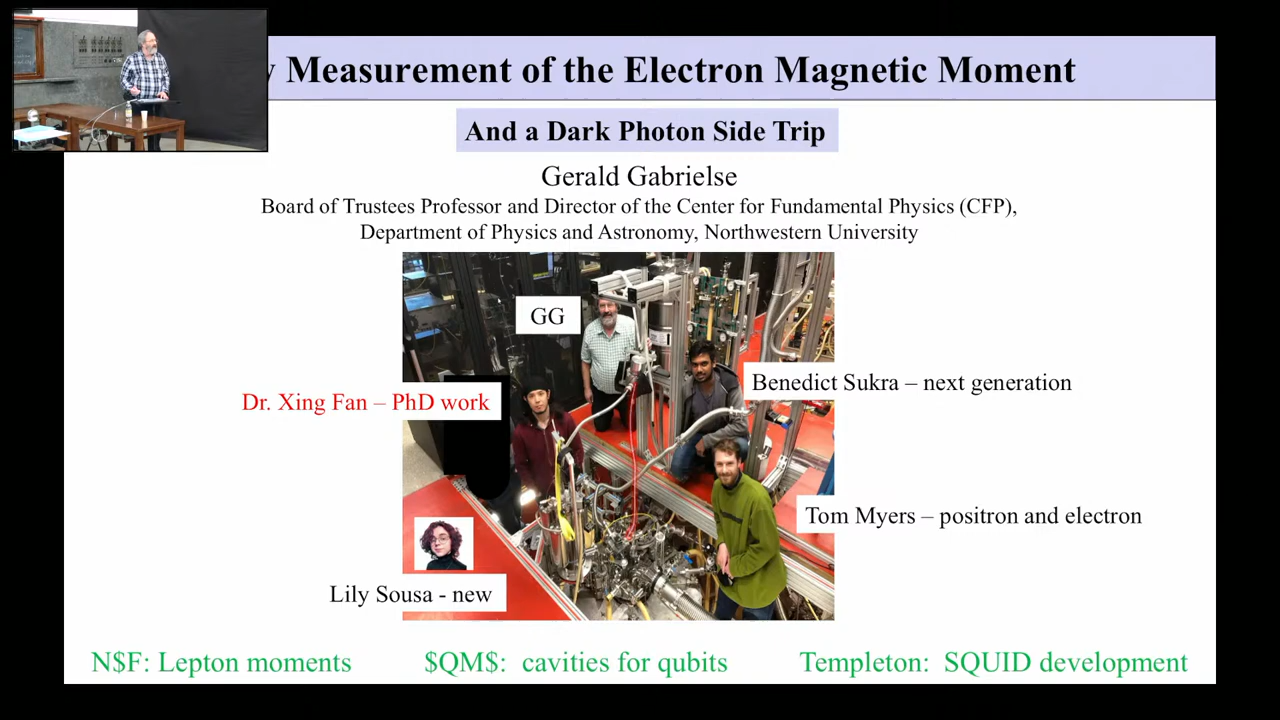 Measurement of the Electron Magnetic Moment
And a Dark Photon Side Trip
Gerald Gabrielse
Board of Trustees Professor and Director of the Center for Fundamental Physics (CFP),
Department of Physics and Astronomy, Northwestern University
GG
Benedict Sukra – next generation
Dr. Xing Fan – PhD work
Tom Myers – positron and electron
Lily Sousa - new
N$F: Lepton moments
$QM$: cavities for qubits
Templeton: SQUID development